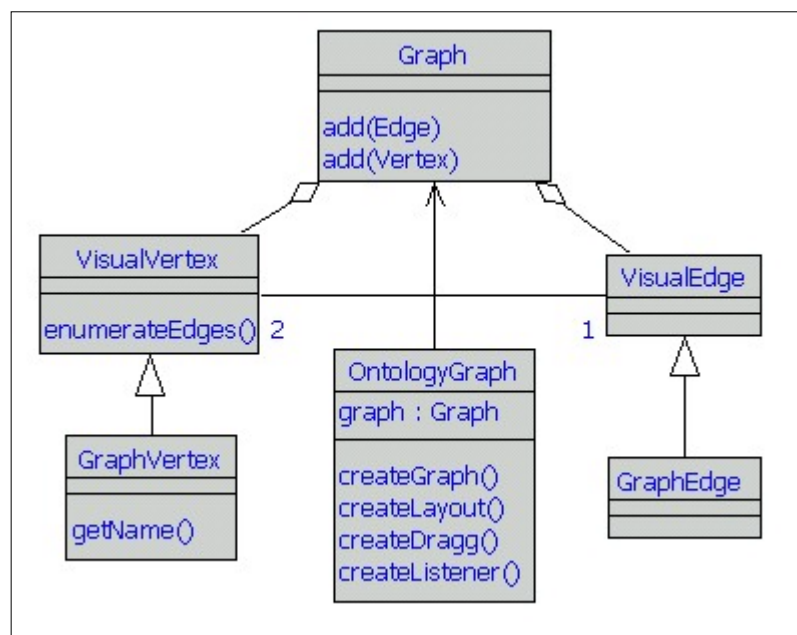 Graph
add(Edge)
add(Vertex)
VisualVertex
enumerateEdges()
2
1
VisualEdge
OntologyGraph
graph : Graph
createGraph()
createLayout()
createDragg()
createListener()
GraphVertex
getName()
GraphEdge